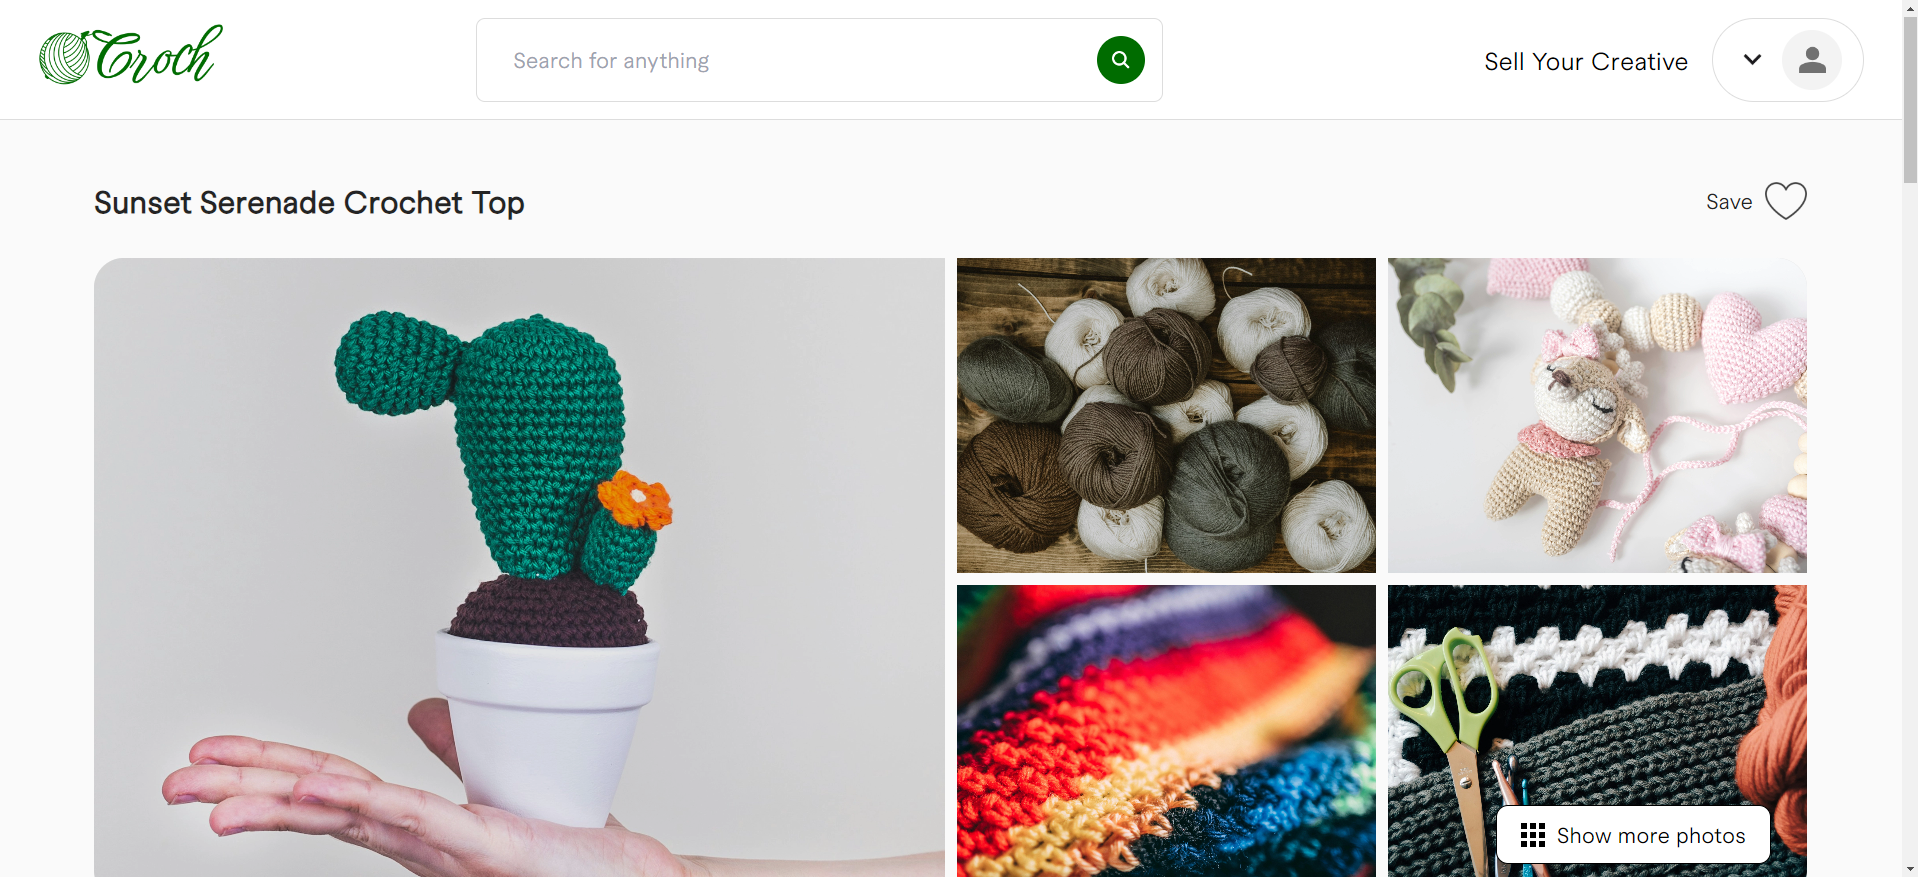 Croch
Search for anything
Sell Your Creative
Sunset Serenade Crochet Top
Save
Show more photos